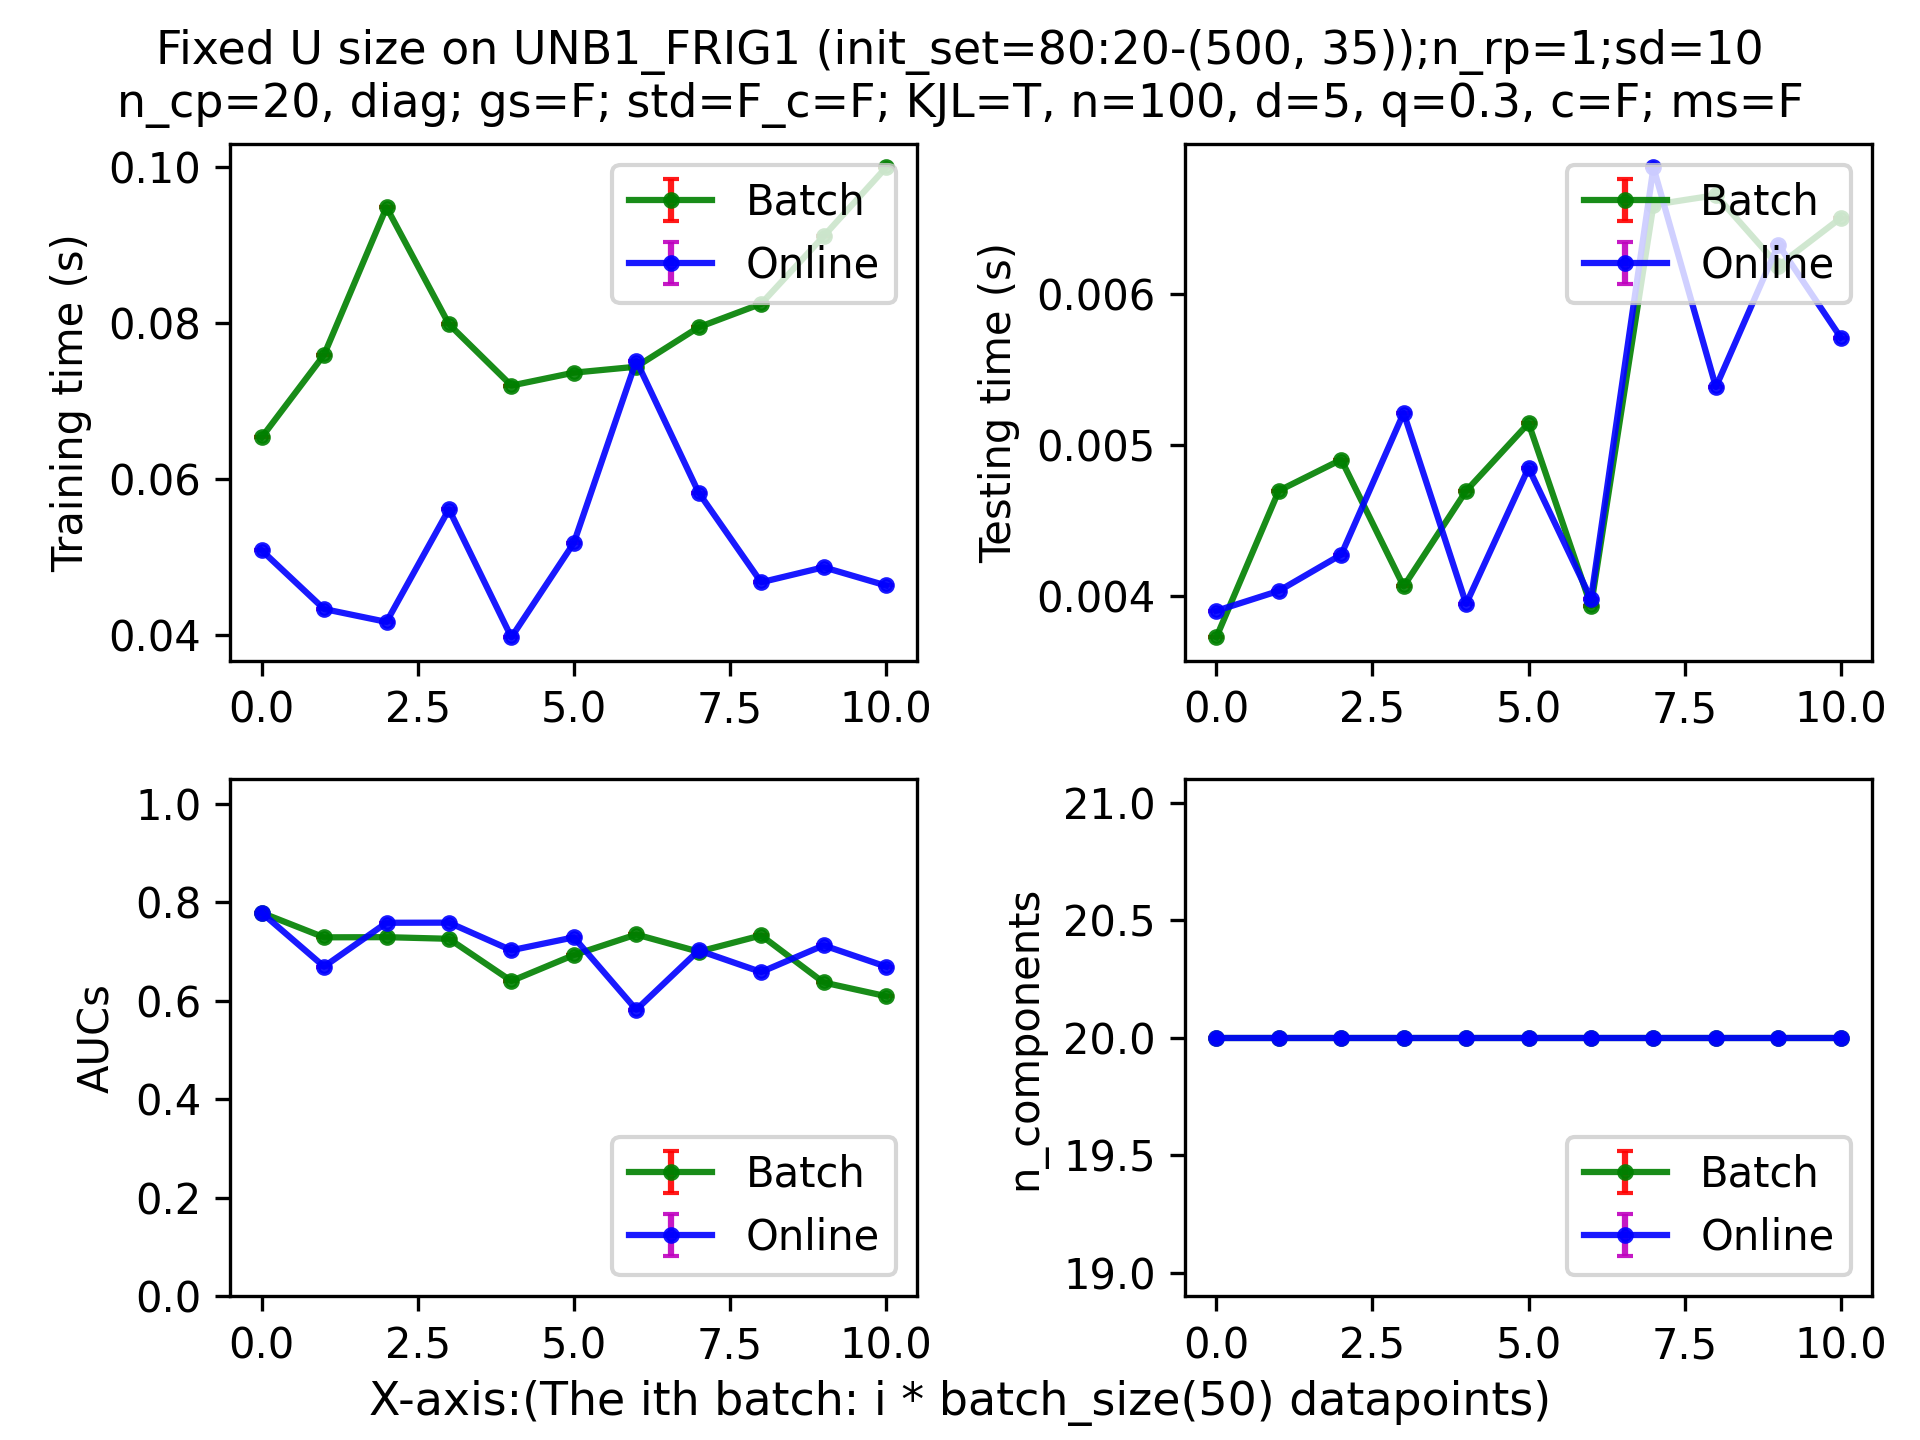 Fixed U size on UNB1_FRIG1 (init_set=80:20-(500, 35));n_rp=1;sd=10
n_cp=20, diag; gs=F; std=F_c=F; KJL=T, n=100, d=5, q=0.3, c=F; ms=F
Training time (s)
0.10
0.08
0.06
0.04
Batch
Online
0.0 2.5 5.0 7.5 10.0
Testing time (s)
0.006
0.005
0.004
Batch
Online
0.0 2.5 5.0 7.5 10.0
AUCs
1.0
0.8
0.6
0.4
0.2
0.0
Batch
Online
0.0 2.5 5.0 7.5 10.0
n_components
21.0
20.5
20.0
19.5
19.0
Batch
Online
0.0 2.5 5.0 7.5 10.0
X-axis:(The ith batch: i * batch_size(50) datapoints)